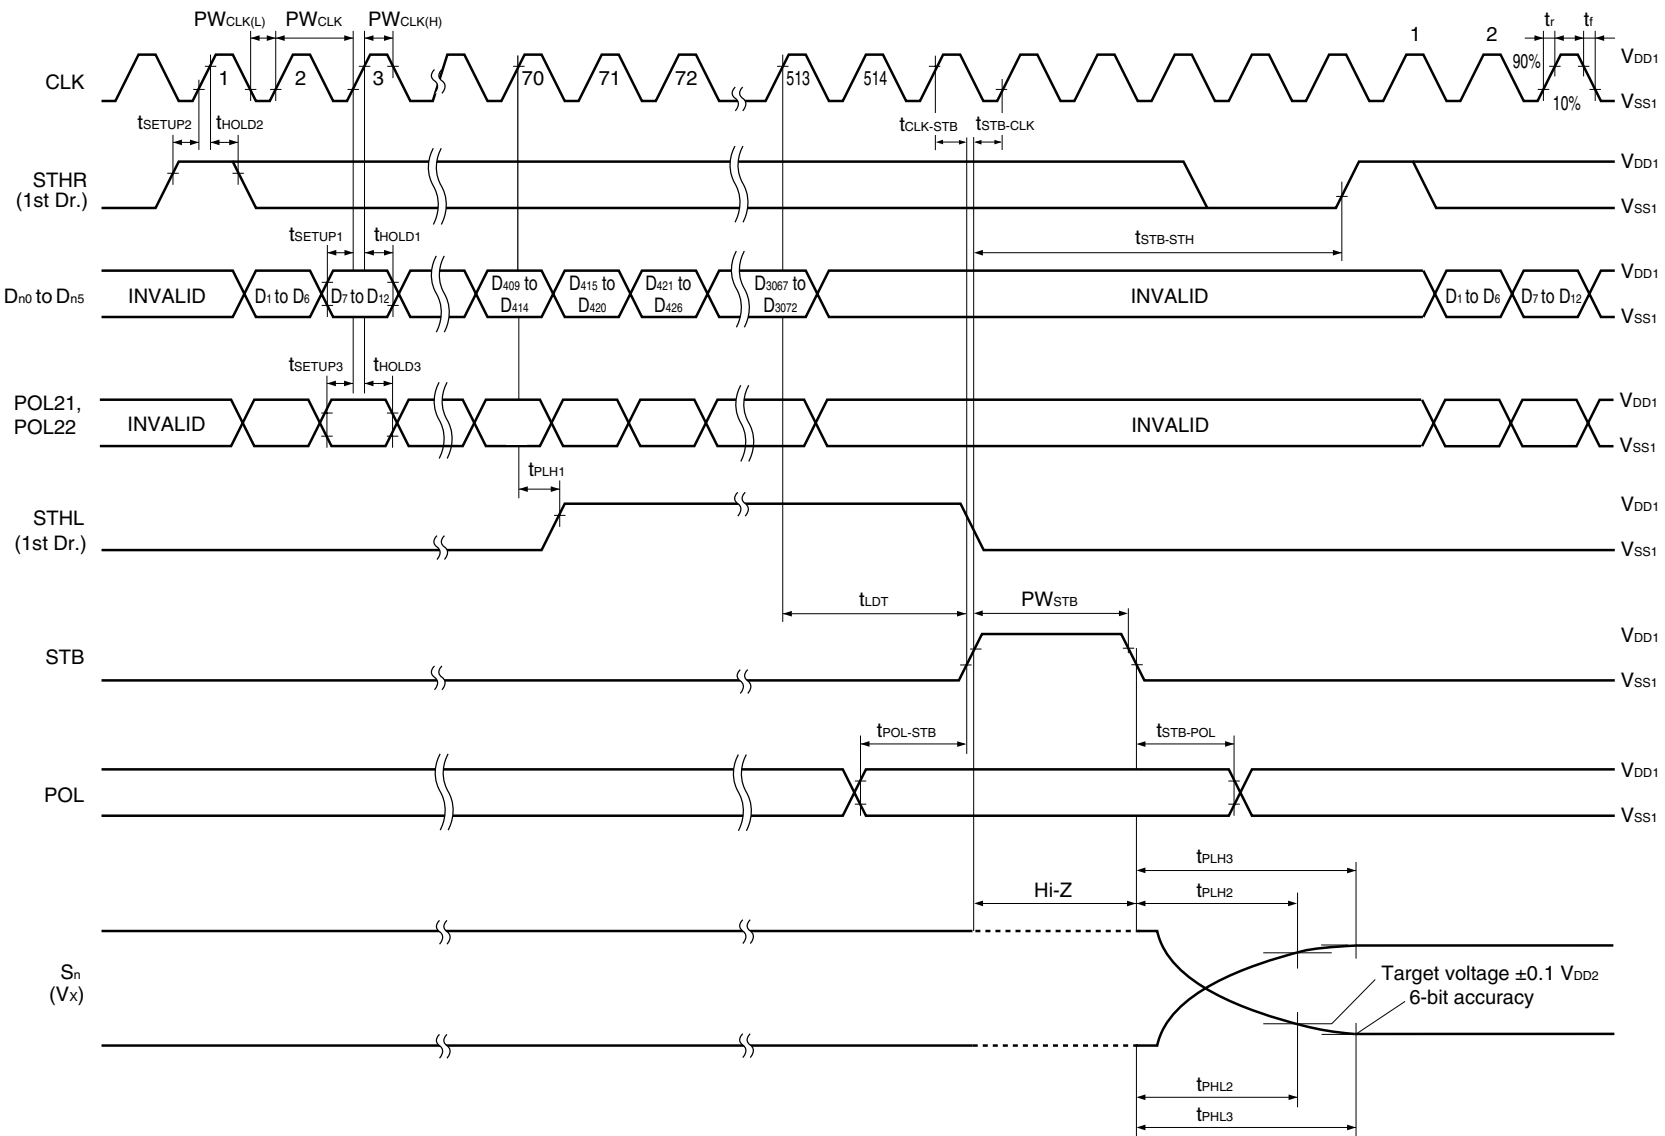 PWCLK(L) PWCLK PWCLK(H) tr tf
1 2
CLK 1 2 3 70 71 72 513 514 90% 10% VDD1
VSS1
tSETUP2 tHOLD2 tCLK-STB tSTB-CLK
STHR VDD1
(1st Dr.) VSS1
tSETUP1 tHOLD1 tSTB-STH
VDD1
Dn0 to Dn5 INVALID D1 to D6 D7 to D12 D409 to D414 D415 to D420 D421 to D426 D3067 to D3072 INVALID D1 to D6 D7 to D12
VSS1
tSETUP3 tHOLD3
POL21, VDD1
POL22 INVALID INVALID
VSS1
tPLH1
STHL VDD1
(1st Dr.) VSS1
tLDT PWSTB
VDD1
STB
VSS1
tPOL-STB tSTB-POL
VDD1
POL
VSS1
tPLH3
Hi-Z tPLH2
Sn
(Vx)
Target voltage ±0.1 VDD2
6-bit accuracy
tPHL2
tPHL3